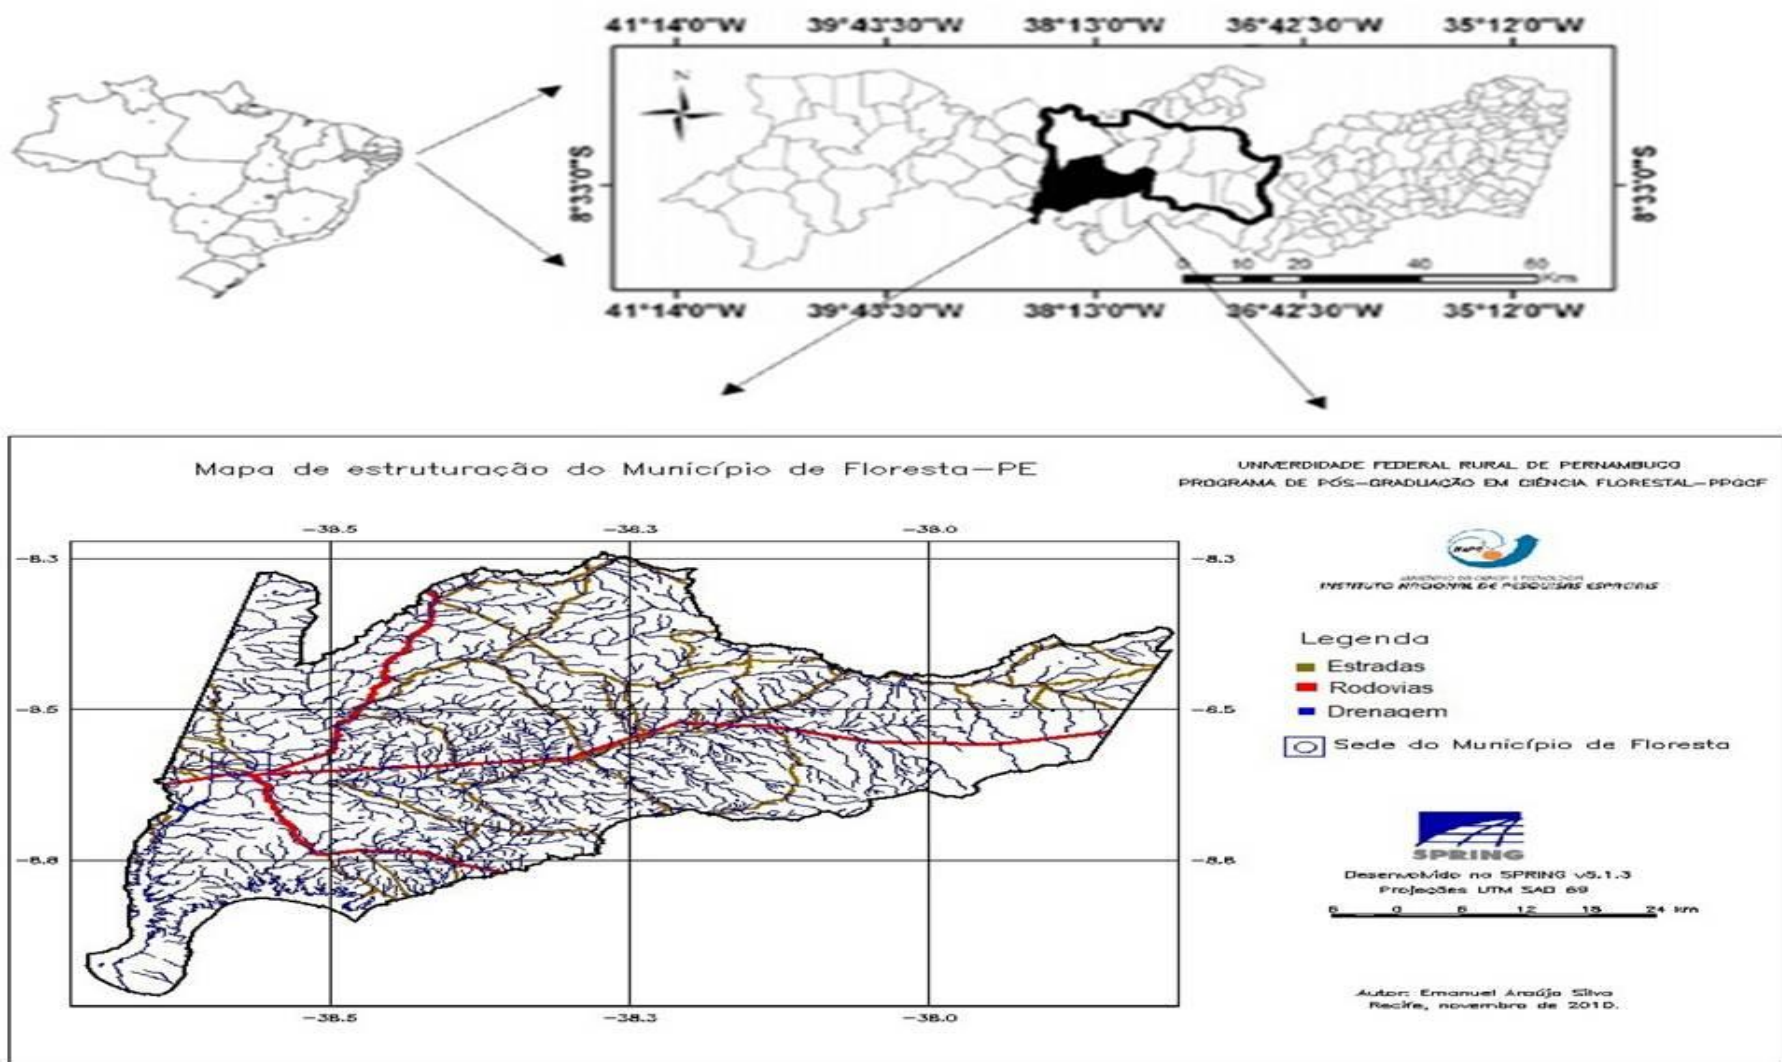 41°14'0"W 39°43'30"W 38°13'0"W 36°42'30"W 35°12'0"W
N
8°33'0"S 8°33'0"S
0 10 20 40 60
Kms
41°14'0"W 39°43'30"W 38°13'0"W 36°42'30"W 35°12'0"W
Mapa de estruturação do Município de Floresta-PE
UNIVERDIDADE FEDERAL RURAL DE PERNAMBUCO
PROGRAMA DE PÓS-GRADUAÇÃO EM CIÊNCIA FLORESTAL-PPGCF
-38.5 -38.3 -38.0
-8.3 -8.3
INSTITUTO NACIONAL DE PESQUISAS ESPACIAIS
Legenda
Estradas
Rodovias
Drenagem
Sede do Município de Floresta
-8.5 -8.5
-8.8 -8.8
SPRING
Desenvolvido no SPRING v5.1.3
Projeções UTM SAD 69
6 0 6 12 18 24 km
Autor: Emanuel Araújo Silva
Recife, novembro de 2010.
-38.5 -38.3 -38.0